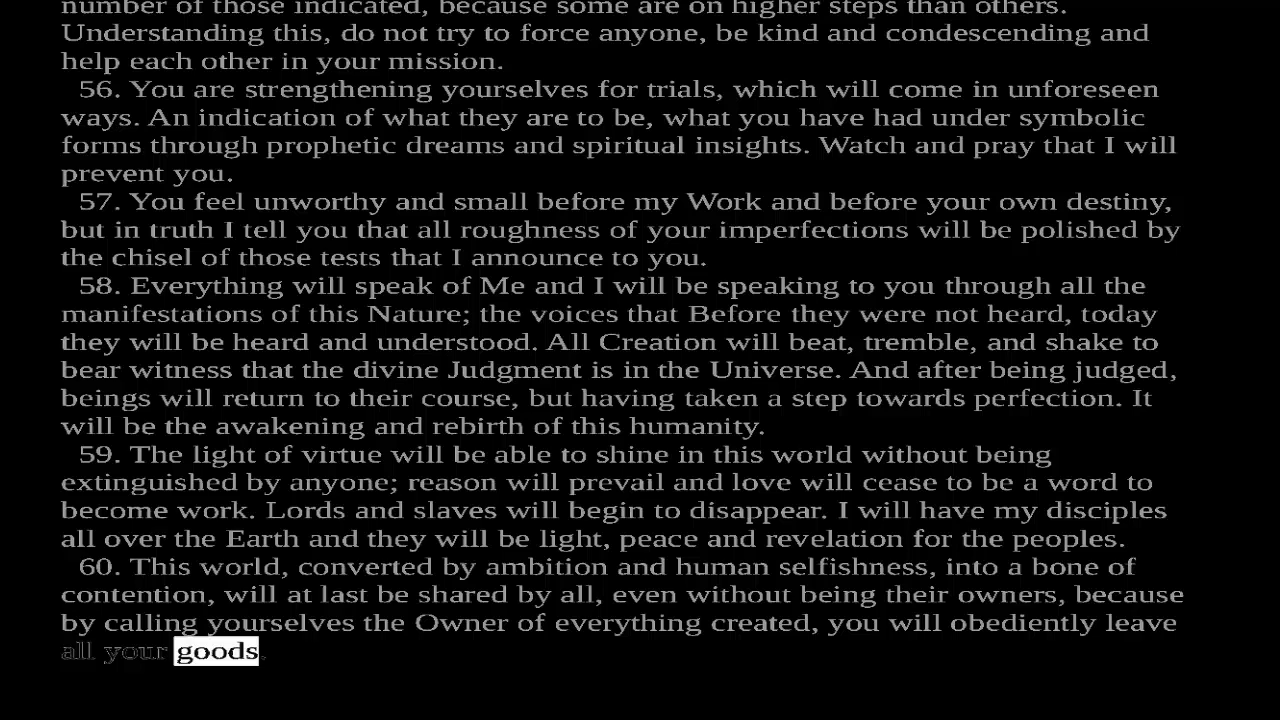 number of those indicated, because some are on higher steps than others.
Understanding this, do not try to force anyone, be kind and condescending and
help each other in your mission.
56. You are strengthening yourselves for trials, which will come in unforeseen
ways. An indication of what they are to be, what you have had under symbolic
forms through prophetic dreams and spiritual insights. Watch and pray that I will
prevent you.
57. You feel unworthy and small before my Work and before your own destiny,
but in truth I tell you that all roughness of your imperfections will be polished by
the chisel of those tests that I announce to you.
58. Everything will speak of Me and I will be speaking to you through all the
manifestations of this Nature; the voices that Before they were not heard, today
they will be heard and understood. All Creation will beat, tremble, and shake to
bear witness that the divine Judgment is in the Universe. And after being judged,
beings will return to their course, but having taken a step towards perfection. It
will be the awakening and rebirth of this humanity.
59. The light of virtue will be able to shine in this world without being
extinguished by anyone; reason will prevail and love will cease to be a word to
become work. Lords and slaves will begin to disappear. I will have my disciples
all over the Earth and they will be light, peace and revelation for the peoples.
60. This world, converted by ambition and human selfishness, into a bone of
contention, will at last be shared by all, even without being their owners, because
by calling yourselves the Owner of everything created, you will obediently leave
all your goods.